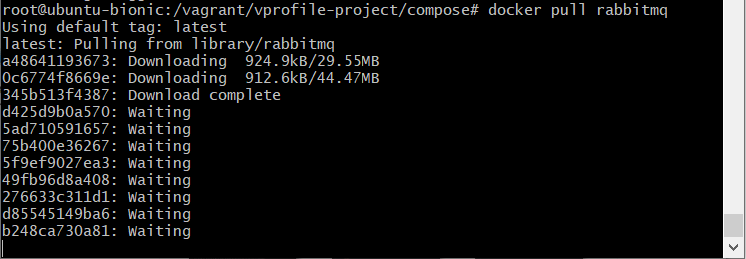 root@ubuntu-bionic:/vagrant/vprofile-project/compose# docker pull rabbitmq
Using default tag: latest
latest: Pulling from library/rabbitmq
a48641193673: Downloading  924.9kB/29.55MB
0c6774f8669e: Downloading  912.6kB/44.47MB
345b513f4387: Download complete
d425d9b0a570: Waiting
5ad710591657: Waiting
75b400e36267: Waiting
5f9ef9027ea3: Waiting
49fb96d8a408: Waiting
276633c311d1: Waiting
d85545149ba6: Waiting
b248ca730a81: Waiting